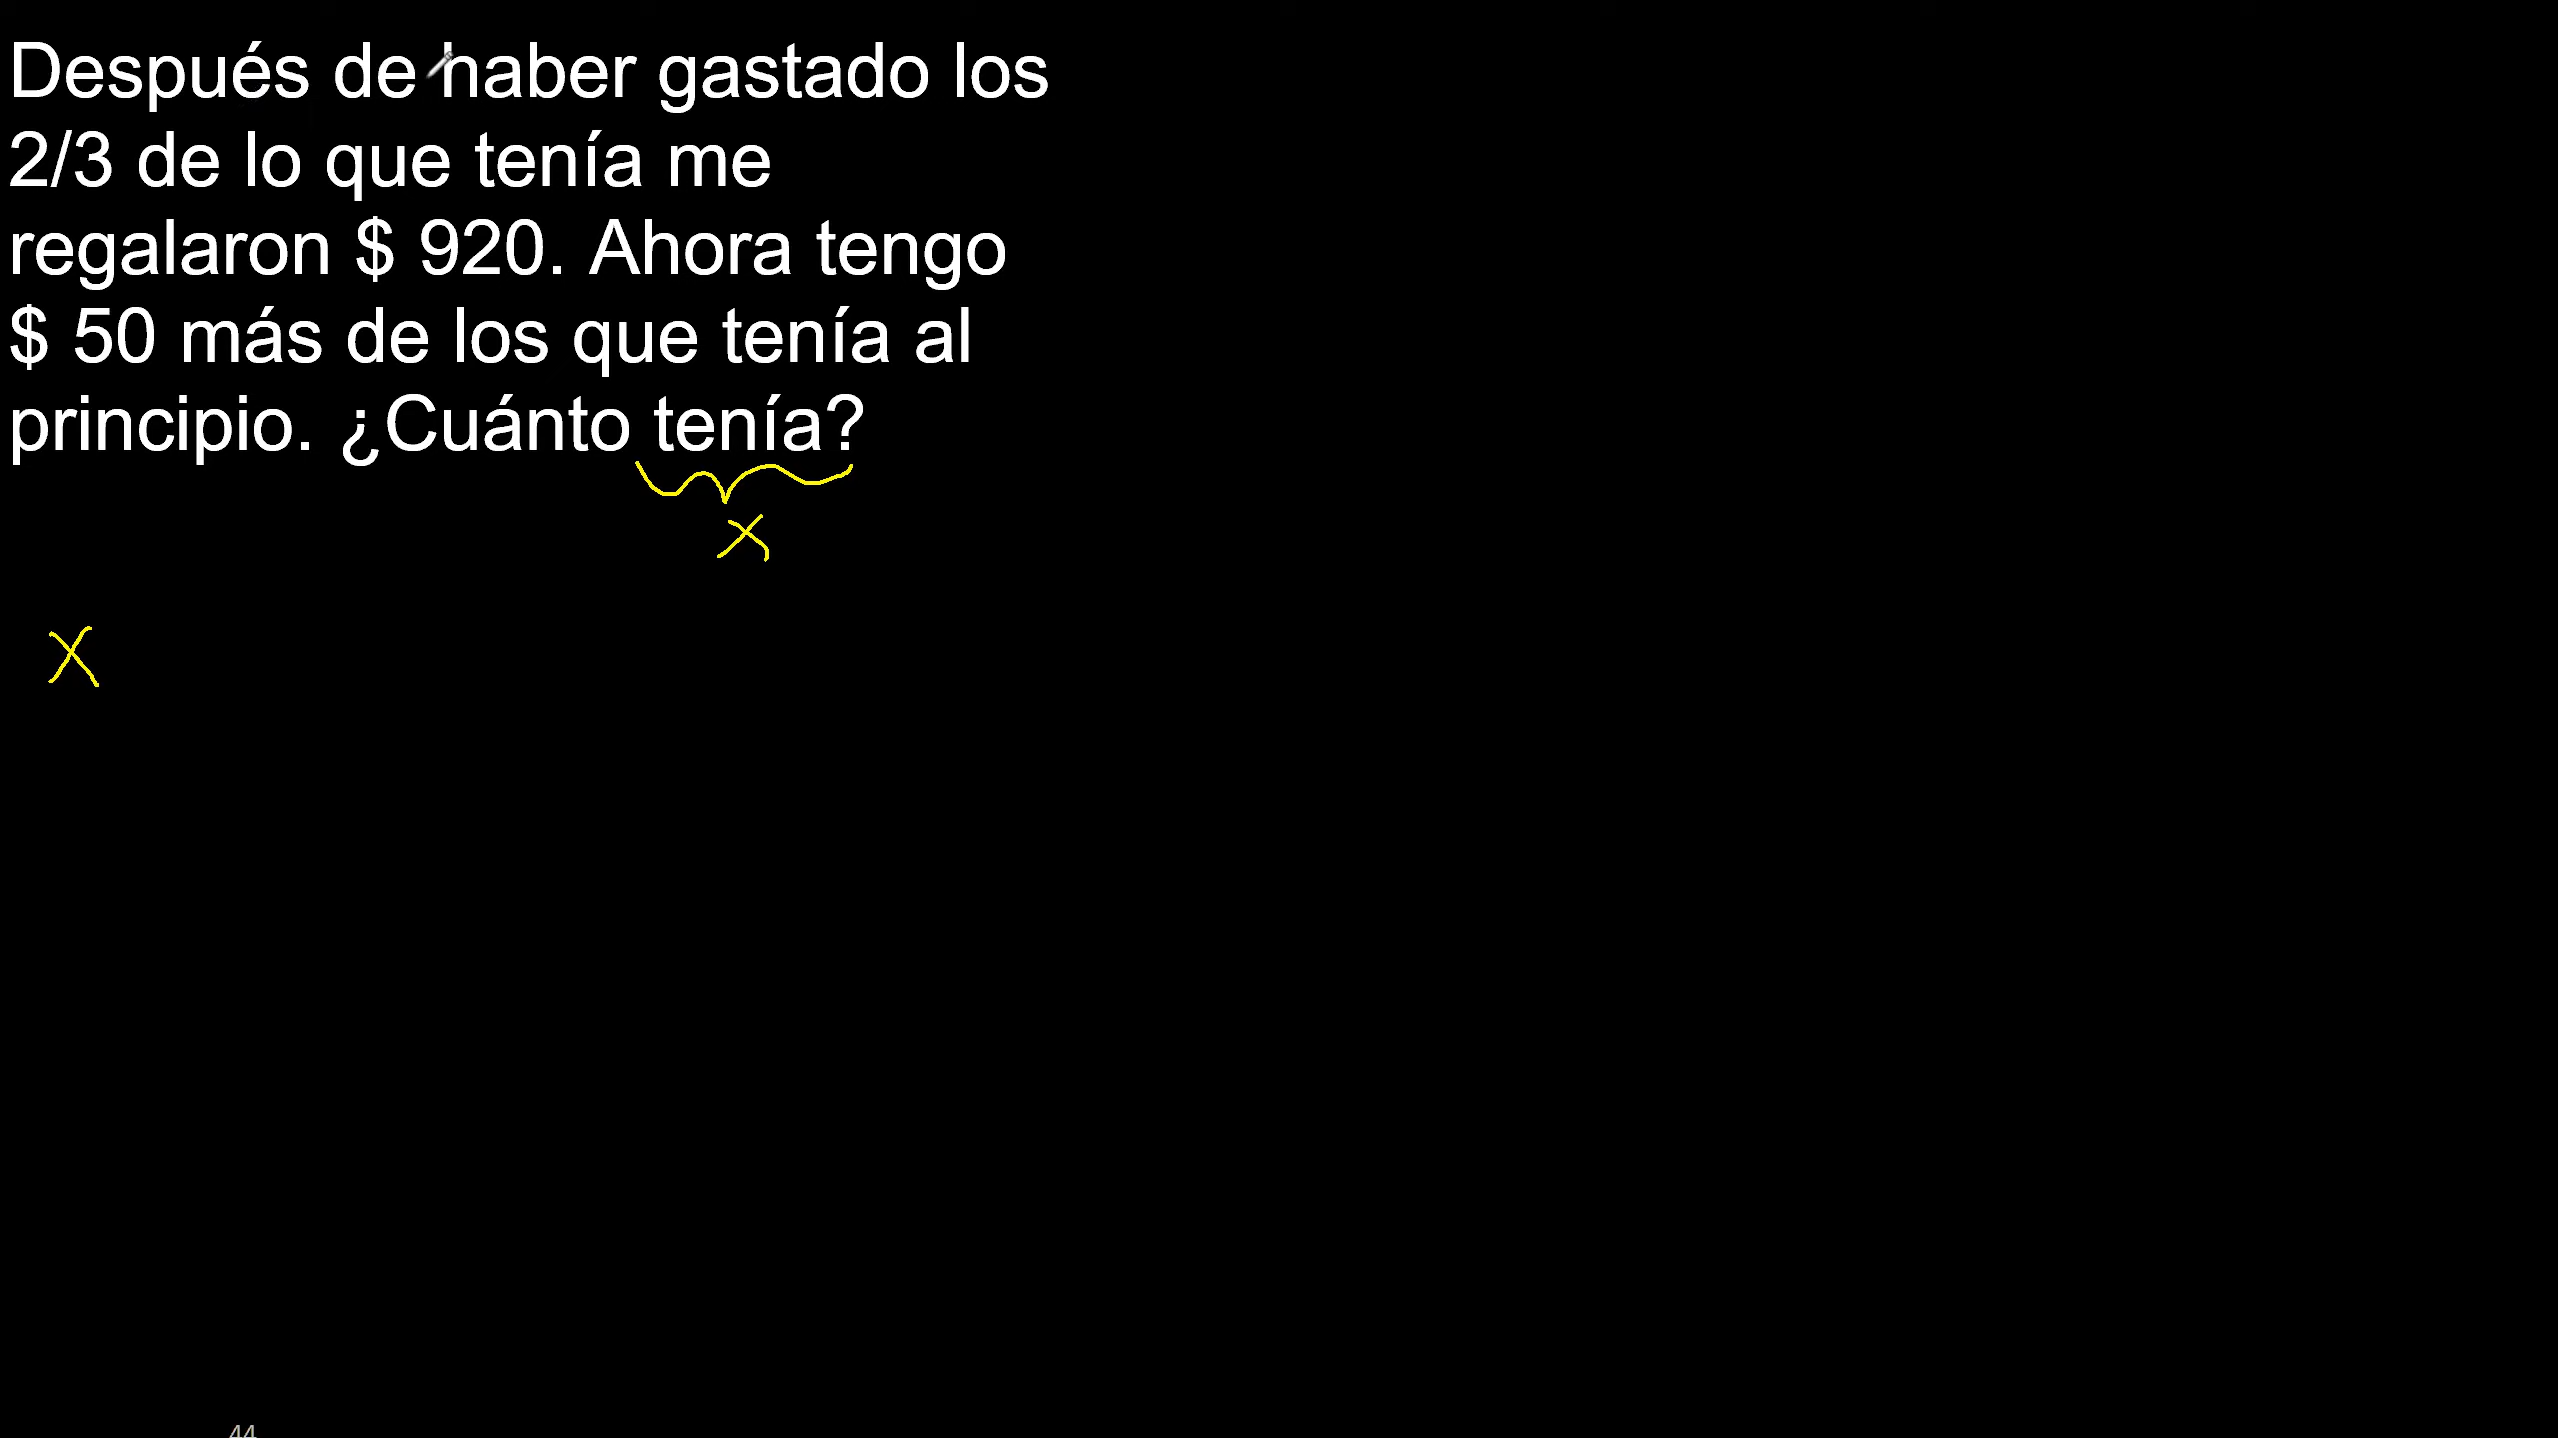 Después de haber gastado los
2/3 de lo que tenía me
regalaron $ 920. Ahora tengo
$ 50 más de los que tenía al
principio. ¿Cuánto tenía?
x
x
44